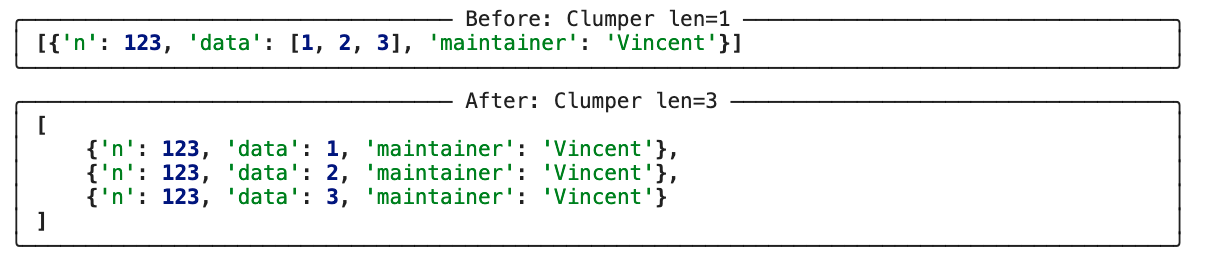 Before: Clumper len=1
[{'n': 123, 'data': [1, 2, 3], 'maintainer': 'Vincent'}]
After: Clumper len=3
[
    {'n': 123, 'data': 1, 'maintainer': 'Vincent'},
    {'n': 123, 'data': 2, 'maintainer': 'Vincent'},
    {'n': 123, 'data': 3, 'maintainer': 'Vincent'}
]